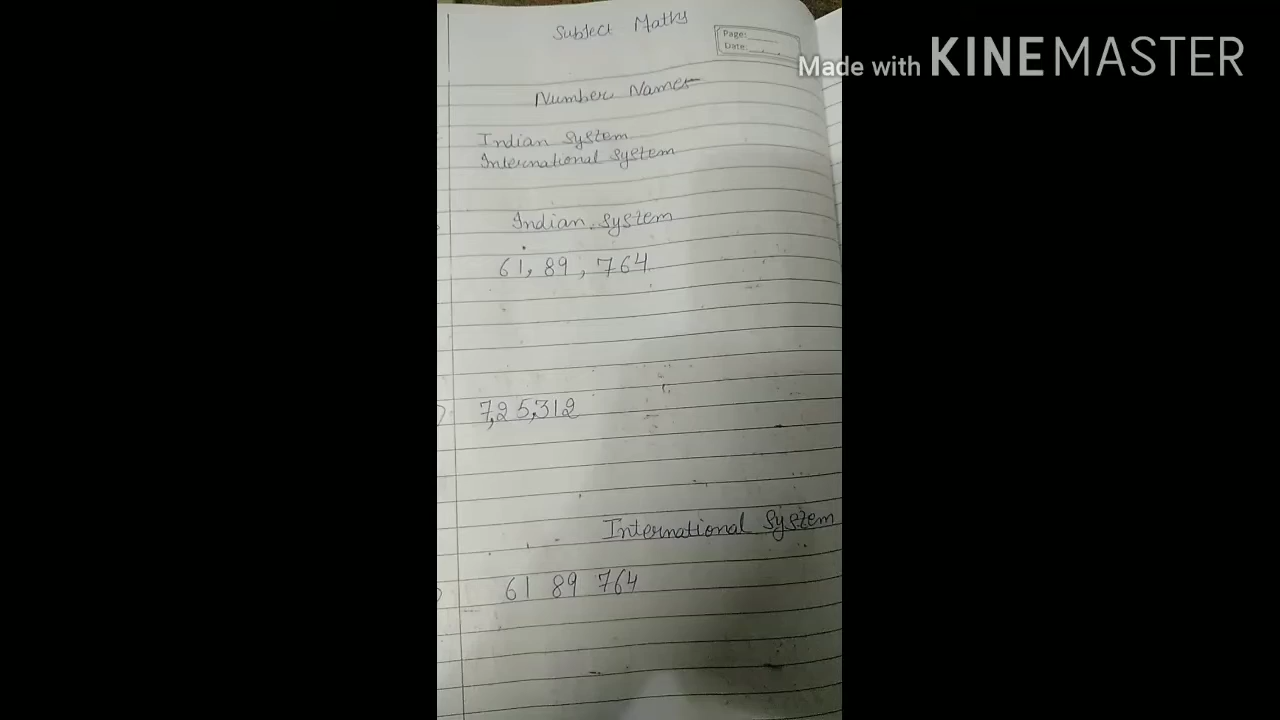 Subject Maths
Page:
Date:
Made with KINEMASTER
Number Names
Indian System
International System
Indian System
61, 89, 764
7,25,312
International System
61 89 764